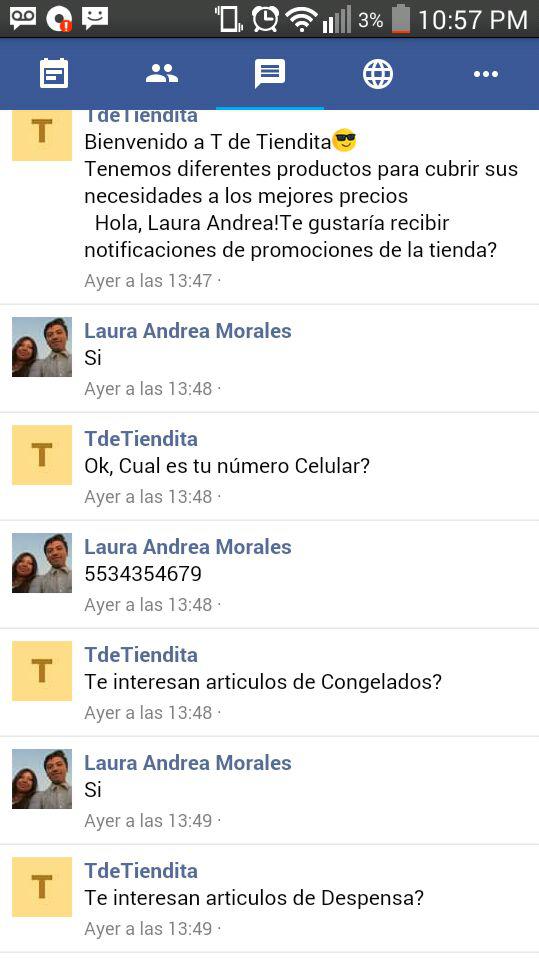 3% 10:57 PM
TdeTiendita
T
Bienvenido a T de Tiendita😎
Tenemos diferentes productos para cubrir sus
necesidades a los mejores precios
Hola, Laura Andrea!Te gustaría recibir
notificaciones de promociones de la tienda?
Ayer a las 13:47 ·
Laura Andrea Morales
Si
Ayer a las 13:48 ·
T
TdeTiendita
Ok, Cual es tu número Celular?
Ayer a las 13:48 ·
Laura Andrea Morales
5534354679
Ayer a las 13:48 ·
T
TdeTiendita
Te interesan articulos de Congelados?
Ayer a las 13:48 ·
Laura Andrea Morales
Si
Ayer a las 13:49 ·
T
TdeTiendita
Te interesan articulos de Despensa?
Ayer a las 13:49 ·